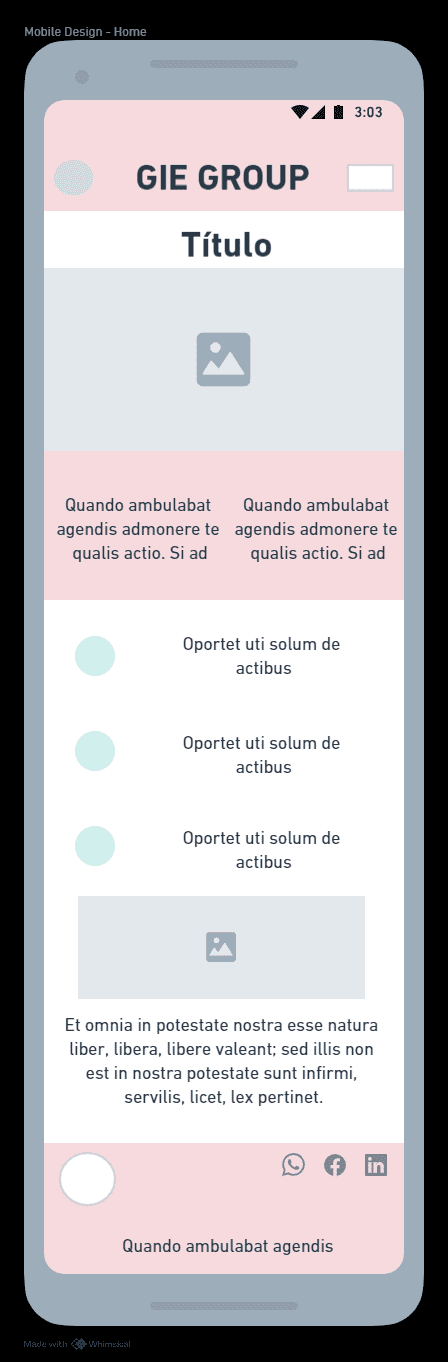 Mobile Design - Home
3:03
GIE GROUP
Título
Quando ambulabat
agendis admonere te
qualis actio. Si ad
Quando ambulabat
agendis admonere te
qualis actio. Si ad
Oportet uti solum de
actibus
Oportet uti solum de
actibus
Oportet uti solum de
actibus
Et omnia in potestate nostra esse natura
liber, libera, libere valeant; sed illis non
est in nostra potestate sunt infirmi,
servilis, licet, lex pertinet.
in
Quando ambulabat agendis
Made with Whimsical